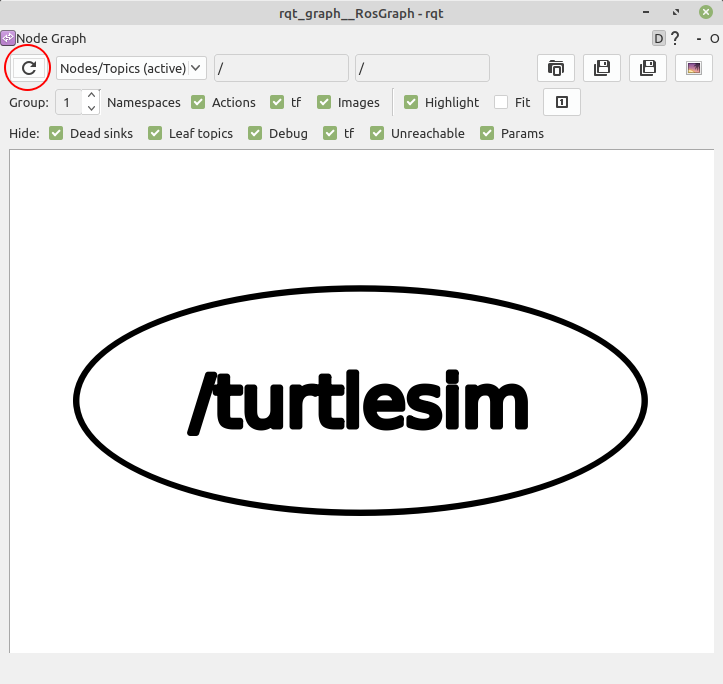 rqt_graph__RosGraph - rqt
Node Graph D ? - O
Nodes/Topics (active) / /
Group: 1 Namespaces Actions tf Images Highlight Fit 1
Hide: Dead sinks Leaf topics Debug tf Unreachable Params
/turtlesim